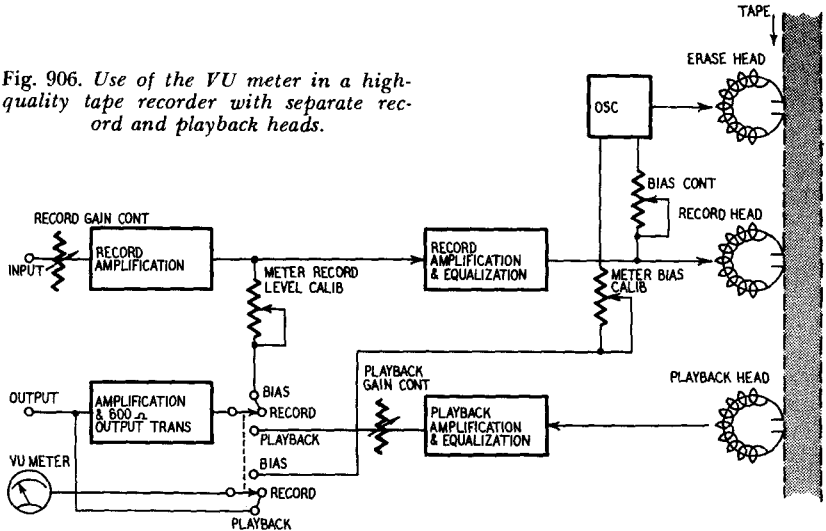 TAPE
ERASE HEAD
Fig. 906. Use of the VU meter in a high-
quality tape recorder with separate rec-
ord and playback heads.
OSC
BIAS CONT
RECORD HEAD
RECORD GAIN CONT
INPUT
RECORD
AMPLIFICATION
METER RECORD
LEVEL CALIB
RECORD
AMPLIFICATION
& EQUALIZATION
METER BIAS
CALIB
PLAYBACK
GAIN CONT
PLAYBACK HEAD
OUTPUT
AMPLIFICATION
& 600 Ω
OUTPUT TRANS
BIAS
RECORD
PLAYBACK
PLAYBACK
AMPLIFICATION
& EQUALIZATION
VU METER
BIAS
RECORD
PLAYBACK